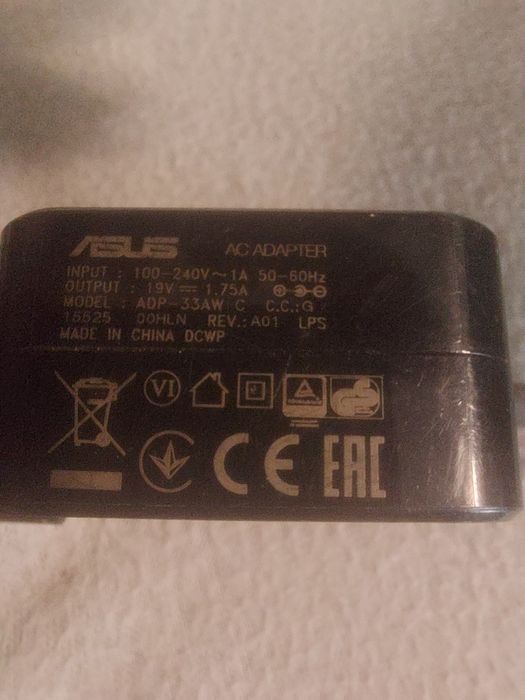 ASUS AC ADAPTER
INPUT : 100-240V~1A 50-60Hz
OUTPUT : 19V⎓1.75A
MODEL : ADP-33AW C C.C.:G
15525 00HLN REV.:A01 LPS
MADE IN CHINA DCWP
VI
CE EAC